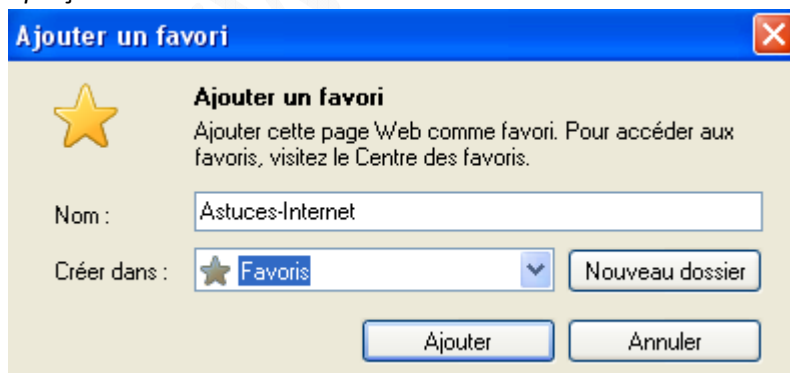 Ajouter un favori
Ajouter un favori
Ajouter cette page Web comme favori. Pour accéder aux
favoris, visitez le Centre des favoris.
Nom :
Astuces-Internet
Créer dans :
Favoris
Nouveau dossier
Ajouter
Annuler